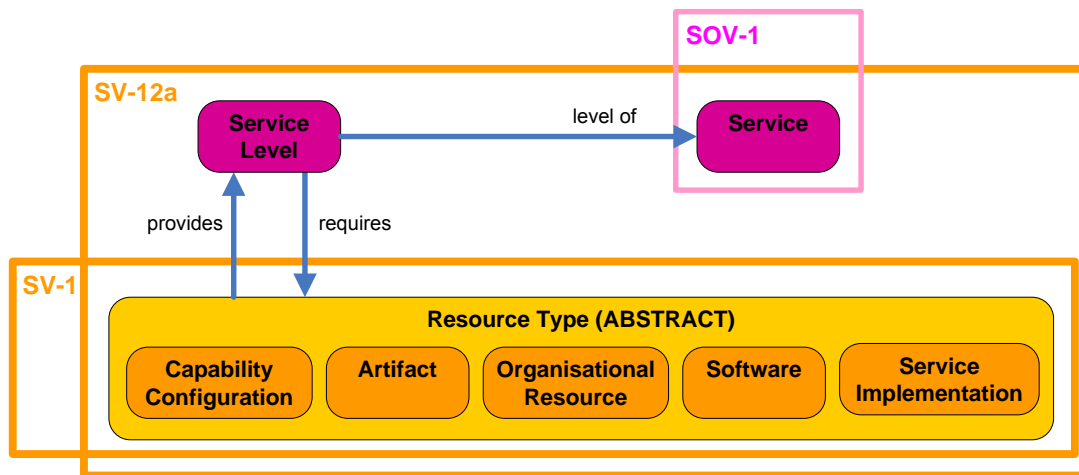 SOV-1
SV-12a
Service
Level
level of
Service
provides
requires
SV-1
Resource Type (ABSTRACT)
Capability
Configuration
Artifact
Organisational
Resource
Software
Service
Implementation